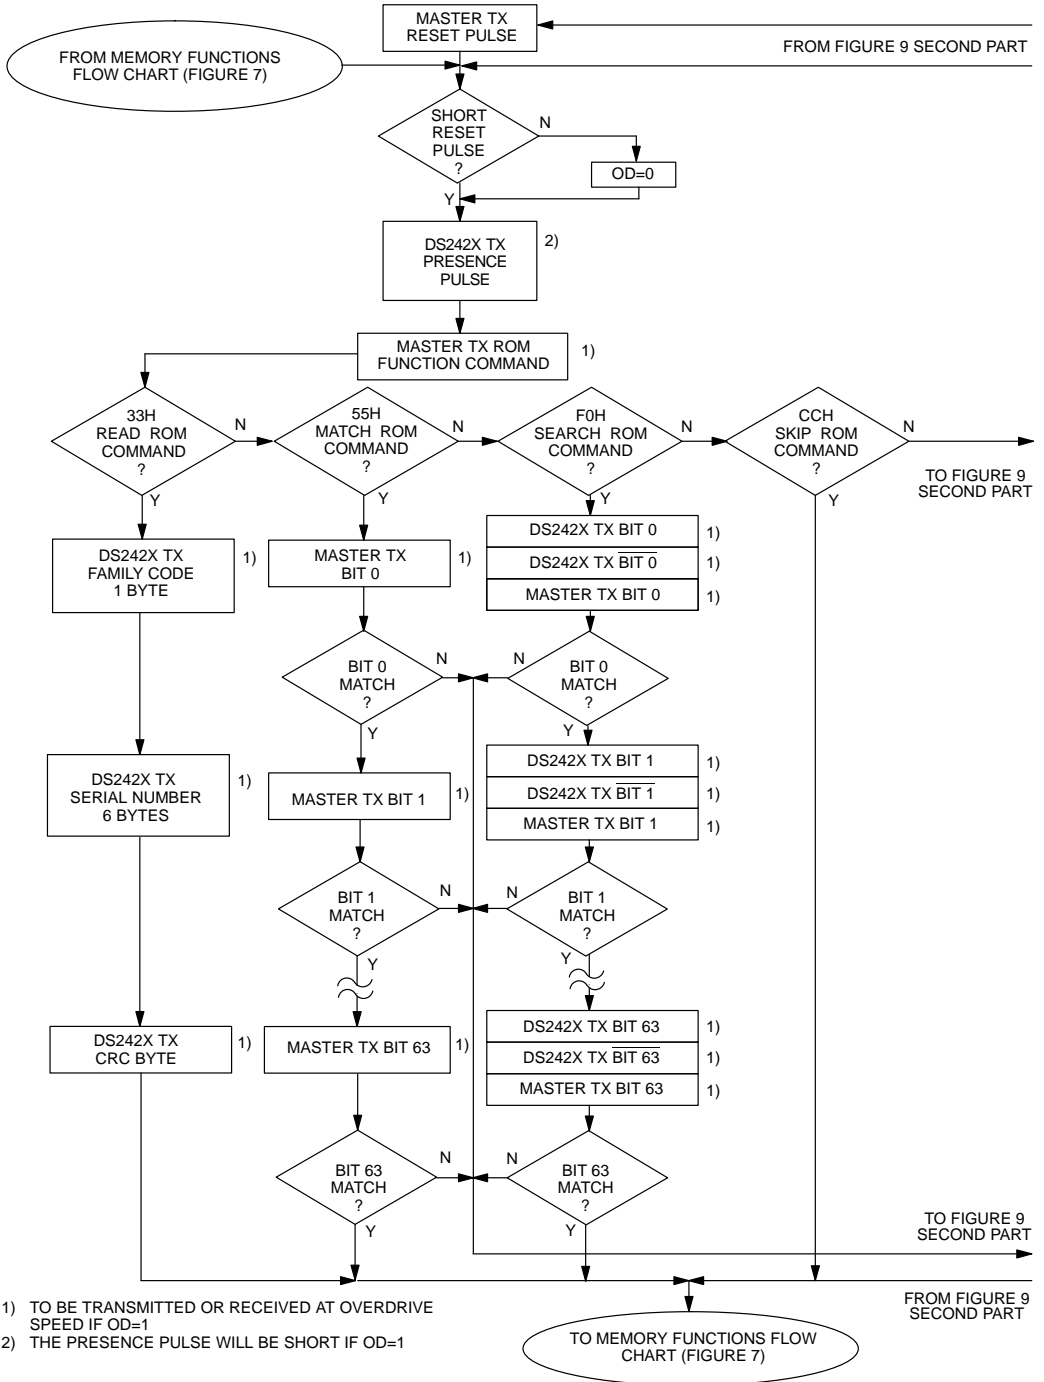 MASTER TX
RESET PULSE
FROM FIGURE 9 SECOND PART
FROM MEMORY FUNCTIONS
FLOW CHART (FIGURE 7)
SHORT
RESET
PULSE
?
N
OD=0
Y
DS242X TX
PRESENCE
PULSE
2)
MASTER TX ROM
FUNCTION COMMAND
1)
33H
READ ROM
COMMAND
?
N
Y
55H
MATCH ROM
COMMAND
?
N
Y
F0H
SEARCH ROM
COMMAND
?
N
Y
CCH
SKIP ROM
COMMAND
?
N
Y
TO FIGURE 9
SECOND PART
DS242X TX
FAMILY CODE
1 BYTE
1)
MASTER TX
BIT 0
1)
DS242X TX BIT 0
1)
DS242X TX B̅I̅T̅ ̅0̅
1)
MASTER TX BIT 0
1)
BIT 0
MATCH
?
N
Y
N
BIT 0
MATCH
?
Y
DS242X TX
SERIAL NUMBER
6 BYTES
1)
MASTER TX BIT 1
1)
DS242X TX BIT 1
1)
DS242X TX B̅I̅T̅ ̅1̅
1)
MASTER TX BIT 1
1)
BIT 1
MATCH
?
N
Y
N
BIT 1
MATCH
?
Y
DS242X TX
CRC BYTE
1)
MASTER TX BIT 63
1)
DS242X TX BIT 63
1)
DS242X TX B̅I̅T̅ ̅6̅3̅
1)
MASTER TX BIT 63
1)
BIT 63
MATCH
?
N
Y
N
BIT 63
MATCH
?
Y
TO FIGURE 9
SECOND PART
FROM FIGURE 9
SECOND PART
1) TO BE TRANSMITTED OR RECEIVED AT OVERDRIVE
SPEED IF OD=1
2) THE PRESENCE PULSE WILL BE SHORT IF OD=1
TO MEMORY FUNCTIONS FLOW
CHART (FIGURE 7)